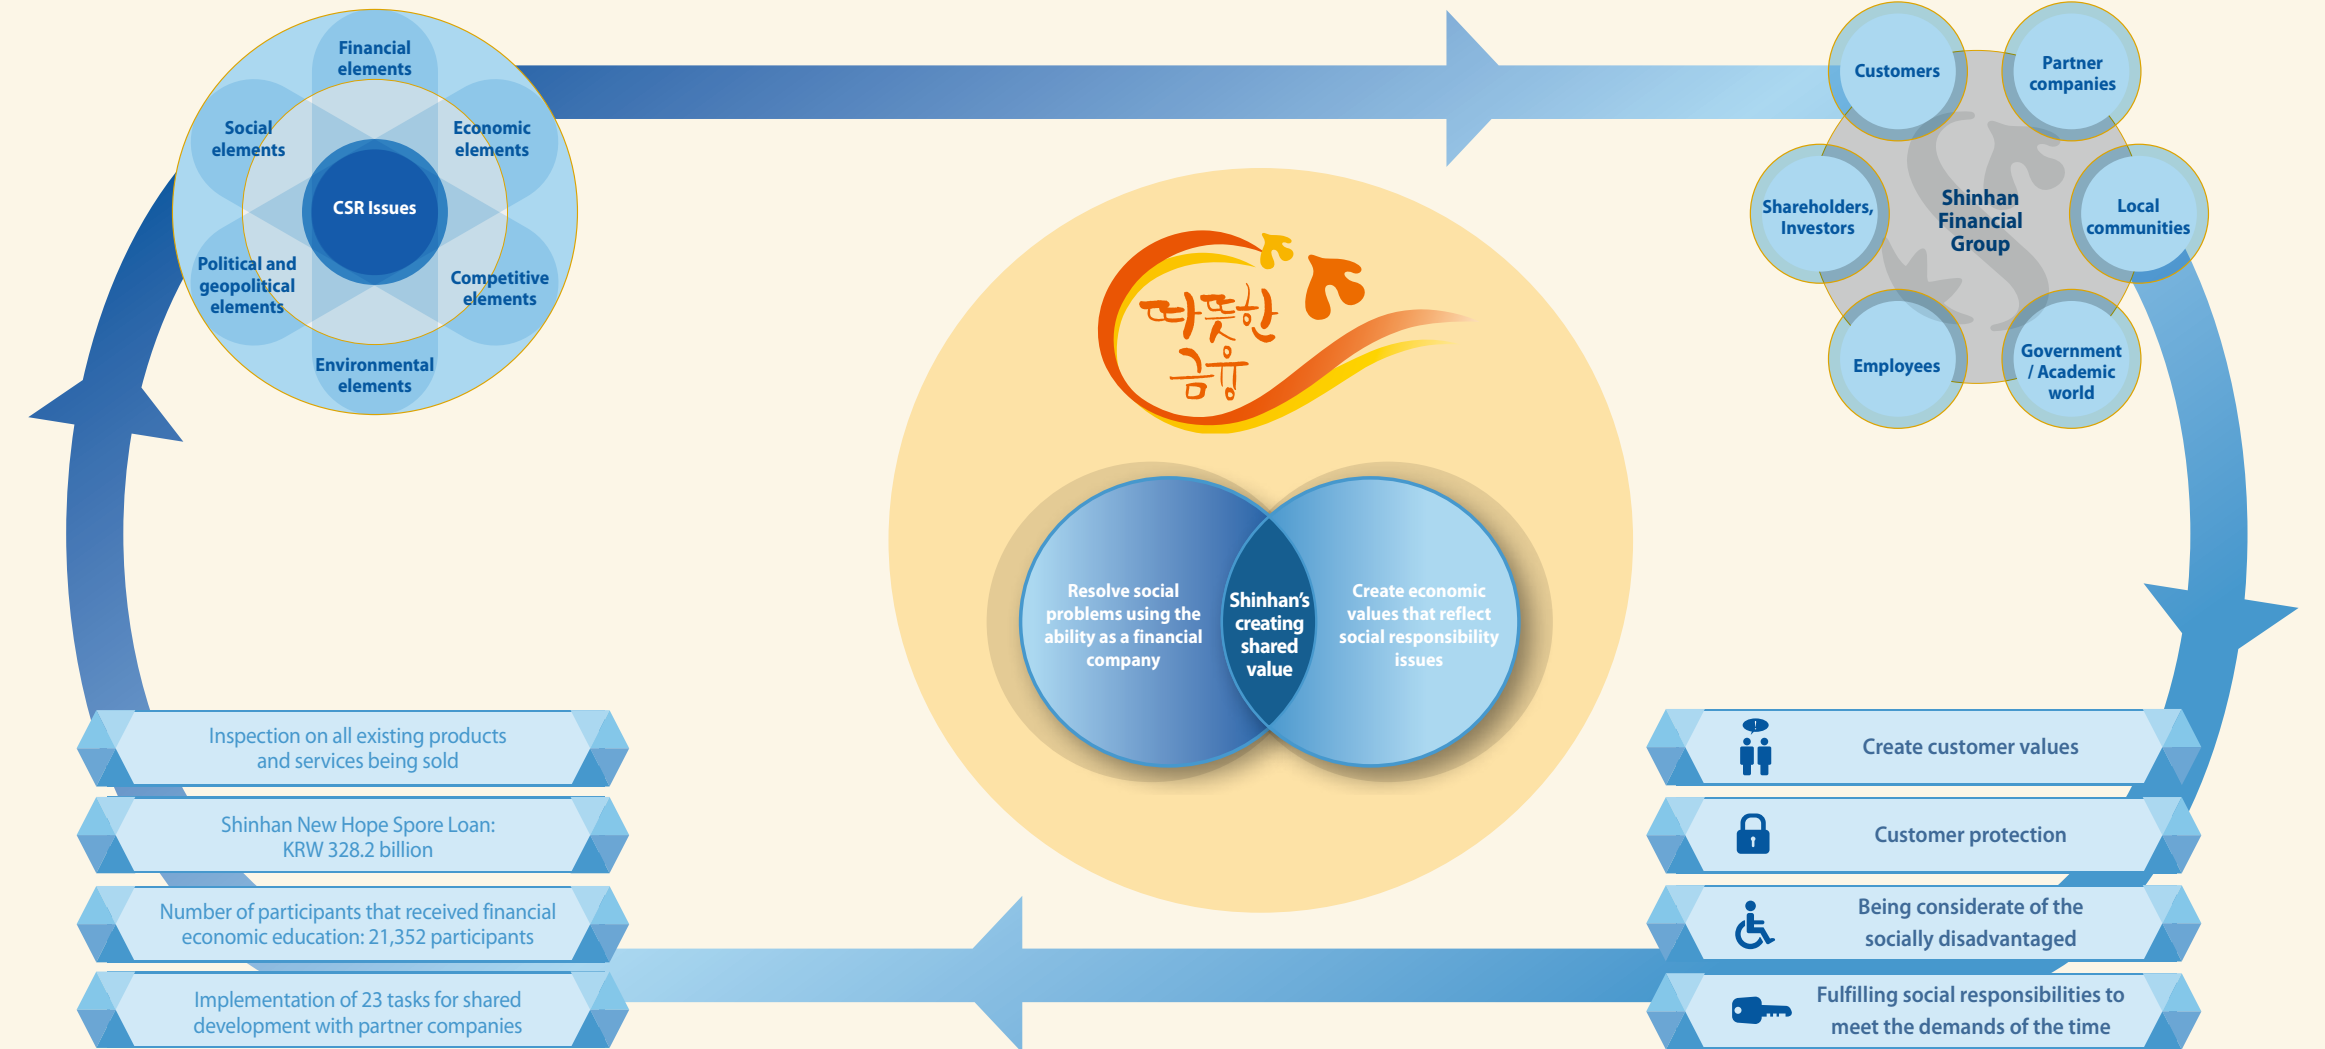 Financial
elements
Social
elements
Economic
elements
CSR Issues
Political and
geopolitical
elements
Competitive
elements
Environmental
elements
Customers
Partner
companies
Shareholders,
Investors
Shinhan
Financial
Group
Local
communities
Employees
Government
/ Academic
world
따뜻한
금융
Resolve social
problems using the
ability as a financial
company
Shinhan's
creating
shared
value
Create economic
values that reflect
social responsibility
issues
Inspection on all existing products
and services being sold
Shinhan New Hope Spore Loan:
KRW 328.2 billion
Number of participants that received financial
economic education: 21,352 participants
Implementation of 23 tasks for shared
development with partner companies
Create customer values
Customer protection
Being considerate of the
socially disadvantaged
Fulfilling social responsibilities to
meet the demands of the time